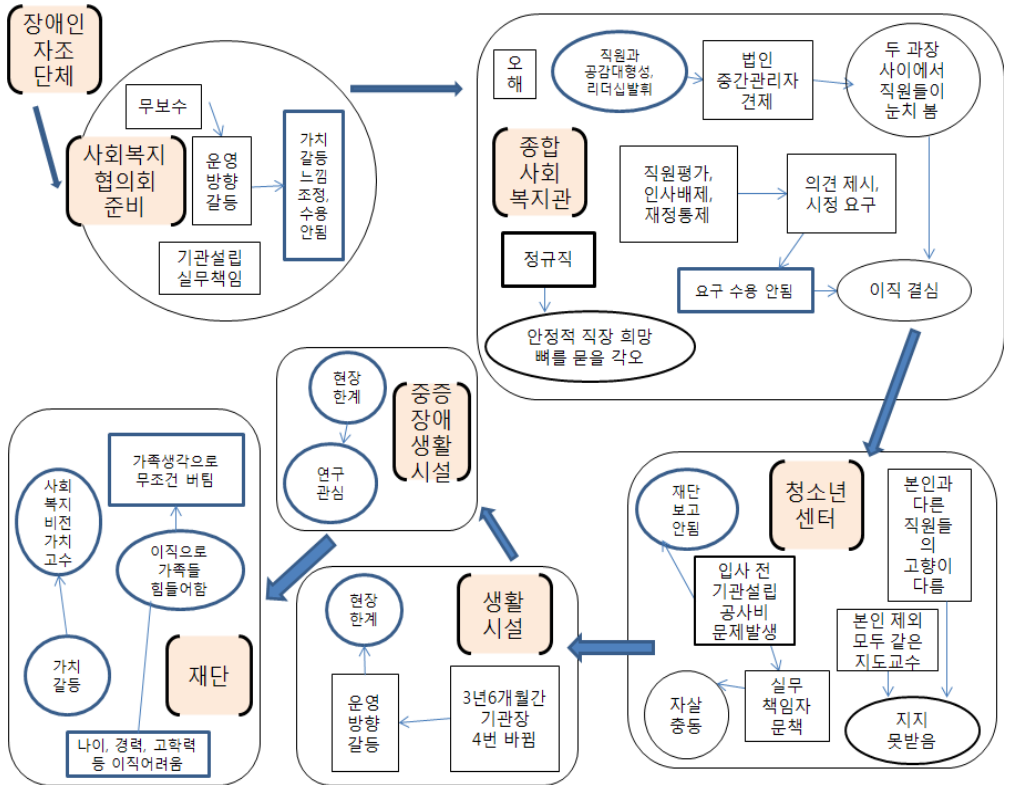 장애인
자조
단체
무보수
사회복지
협의회
준비
운영
방향
갈등
가치
갈등
느낌
조정,
수용
안됨
기관설립
실무책임
오
해
직원과
공감대형성,
리더십발휘
법인
중간관리자
견제
두 과장
사이에서
직원들이
눈치 봄
종합
사회
복지관
직원평가,
인사배제,
재정통제
의견 제시,
시정 요구
정규직
요구 수용 안됨
이직 결심
안정적 직장 희망
뼈를 묻을 각오
청소년
센터
재단
보고
안됨
본인과
다른
직원들
의
고향이
다름
입사 전
기관설립
공사비
문제발생
본인 제외
모두 같은
지도교수
실무
책임자
문책
자살
충동
지지
못받음
생활
시설
현장
한계
운영
방향
갈등
3년6개월간
기관장
4번 바뀜
현장
한계
중증
장애
생활
시설
연구
관심
가족생각으로
무조건 버팀
사회
복지
비전
가치
고수
이직으로
가족들
힘들어함
가치
갈등
재단
나이, 경력, 고학력
등 이직어려움